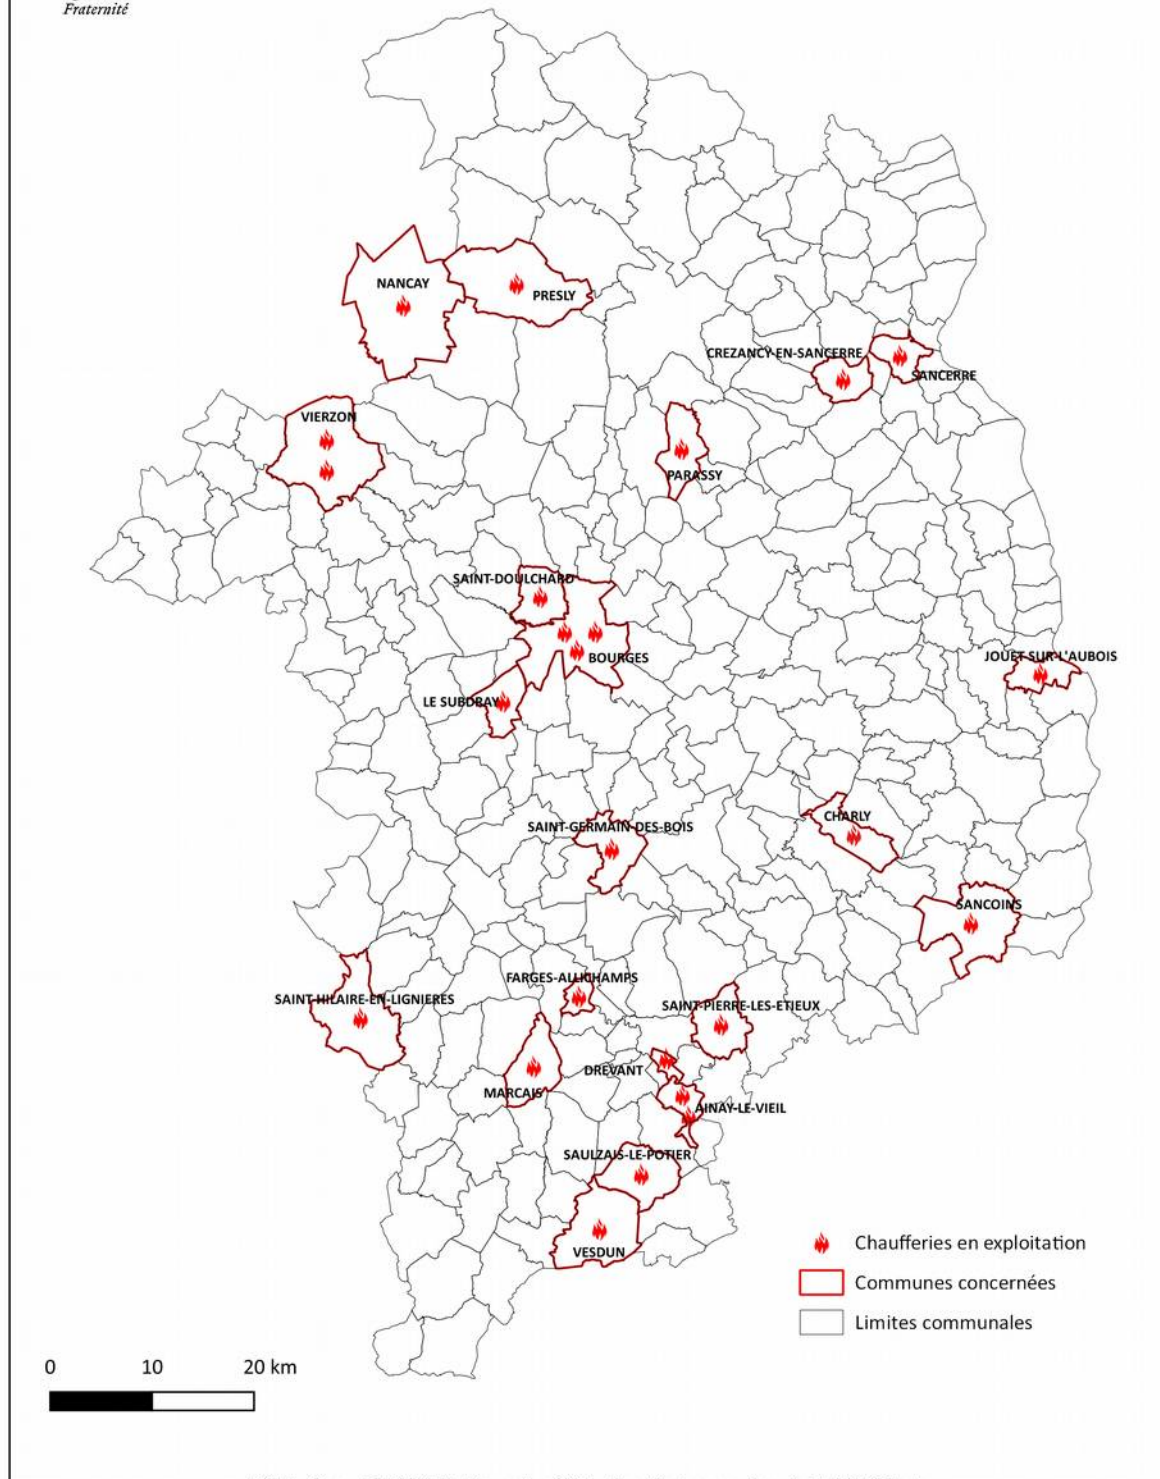 Fraternité
NANCAY
PRESLY
CREZANCY-EN-SANCERRE
SANCERRE
VIERZON
PARASSY
SAINT-DOULCHARD
BOURGES
JOUET-SUR-L'AUBOIS
LE SUBDRAY
CHARLY
SAINT-GERMAIN-DES-BOIS
SANCOINS
FARGES-ALLICHAMPS
SAINT-HILAIRE-EN-LIGNIERES
SAINT-PIERRE-LES-ETIEUX
DREVANT
MARCAIS
AINAY-LE-VIEIL
SAULZAIS-LE-POTIER
VESDUN
Chaufferies en exploitation
Communes concernées
Limites communales
0 10 20 km